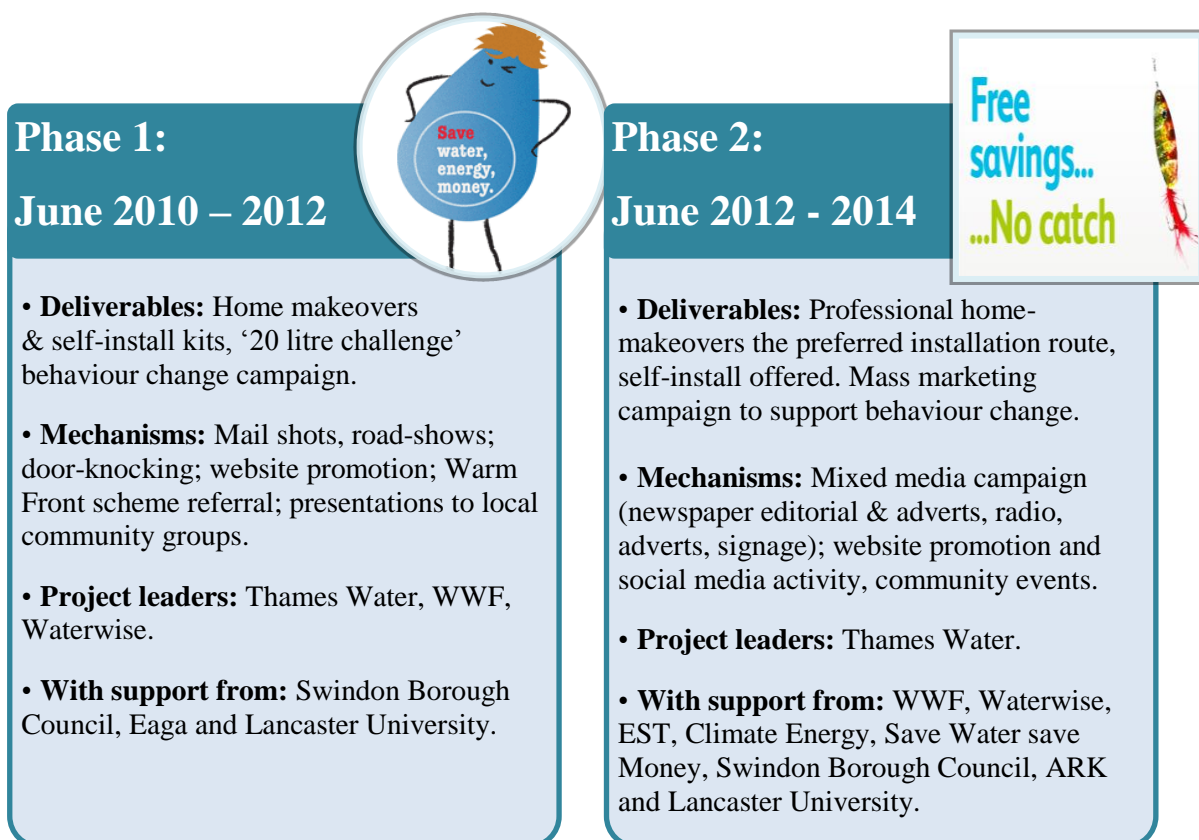 Phase 1:
June 2010 – 2012
Save
water,
energy,
money.
• Deliverables: Home makeovers
& self-install kits, ‘20 litre challenge’
behaviour change campaign.
• Mechanisms: Mail shots, road-shows;
door-knocking; website promotion; Warm
Front scheme referral; presentations to local
community groups.
• Project leaders: Thames Water, WWF,
Waterwise.
• With support from: Swindon Borough
Council, Eaga and Lancaster University.
Phase 2:
June 2012 - 2014
Free
savings...
...No catch
• Deliverables: Professional home-
makeovers the preferred installation route,
self-install offered. Mass marketing
campaign to support behaviour change.
• Mechanisms: Mixed media campaign
(newspaper editorial & adverts, radio,
adverts, signage); website promotion and
social media activity, community events.
• Project leaders: Thames Water.
• With support from: WWF, Waterwise,
EST, Climate Energy, Save Water save
Money, Swindon Borough Council, ARK
and Lancaster University.